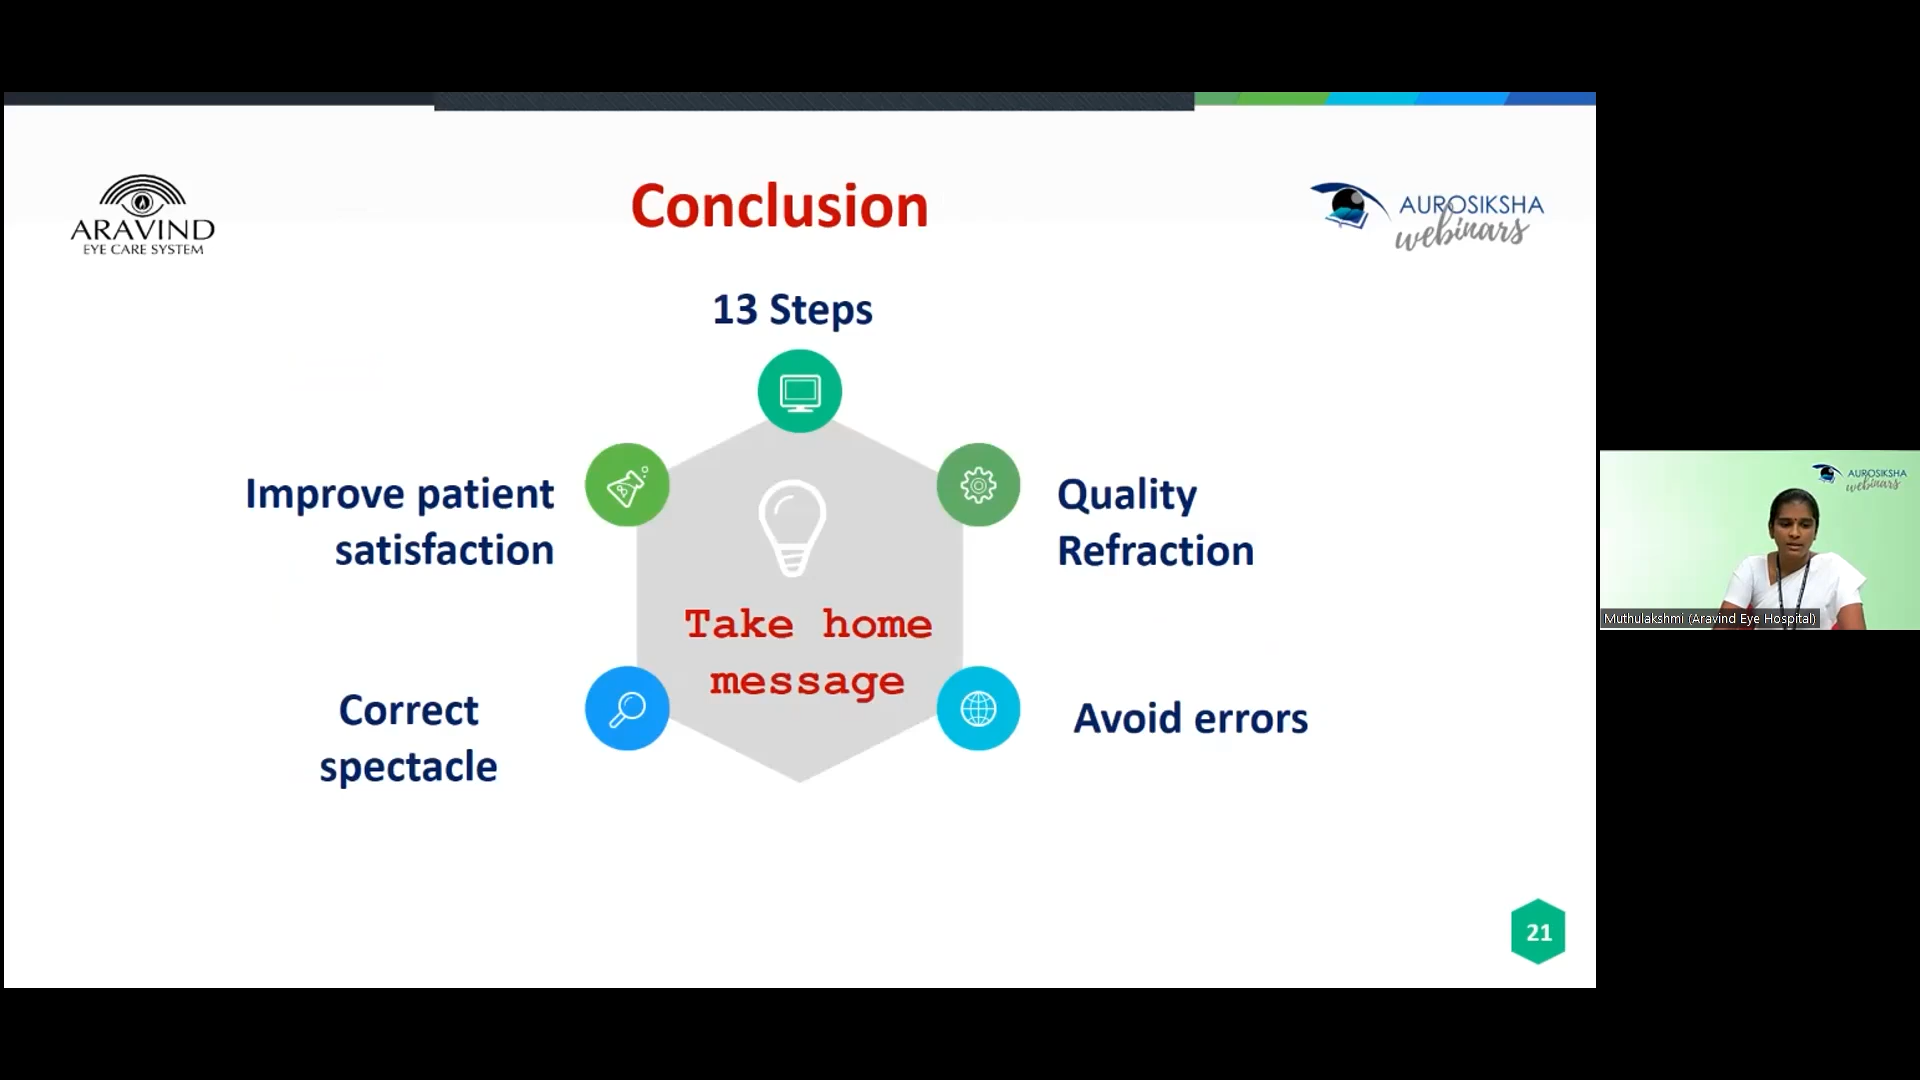 ARAVIND
EYE CARE SYSTEM
Conclusion
AUROSIKSHA
webinars
13 Steps
Improve patient
satisfaction
Quality
Refraction
Take home
message
Correct
spectacle
Avoid errors
21
AUROSIKSHA
webinars
Muthulakshmi (Aravind Eye Hospital)